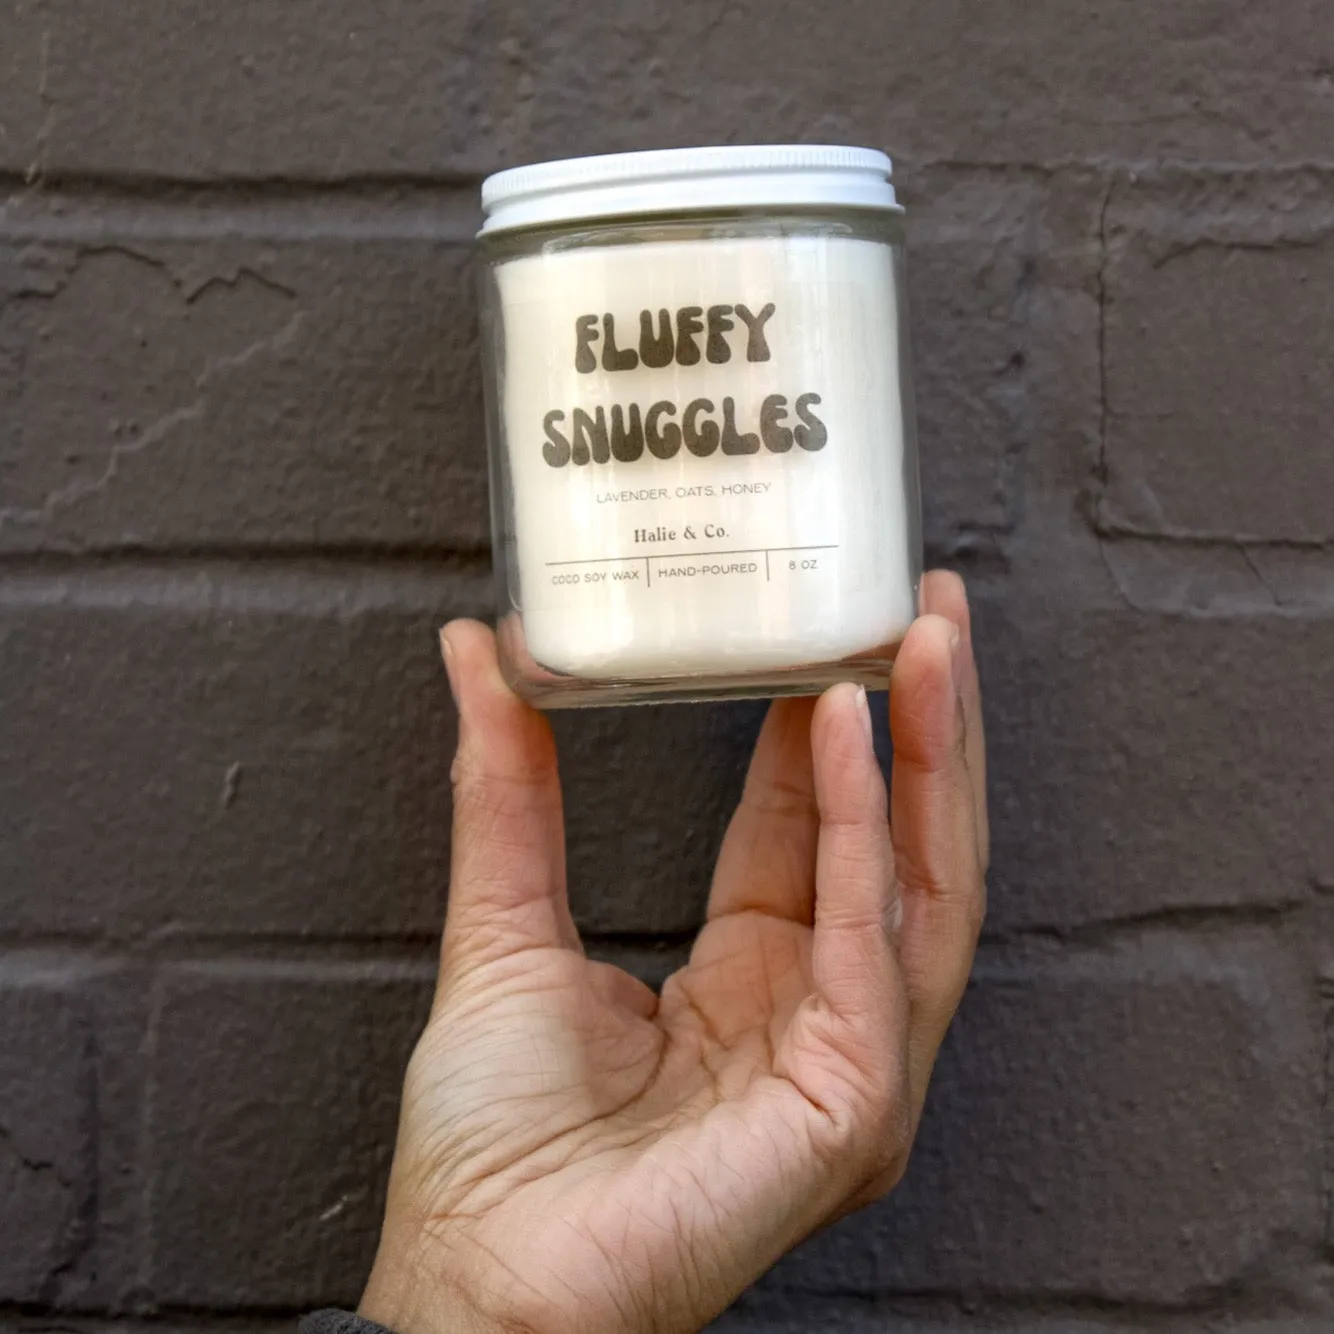 FLUFFY
SNUGGLES
LAVENDER, OATS, HONEY
Halie & Co.
COCO SOY WAX | HAND-POURED | 8 OZ